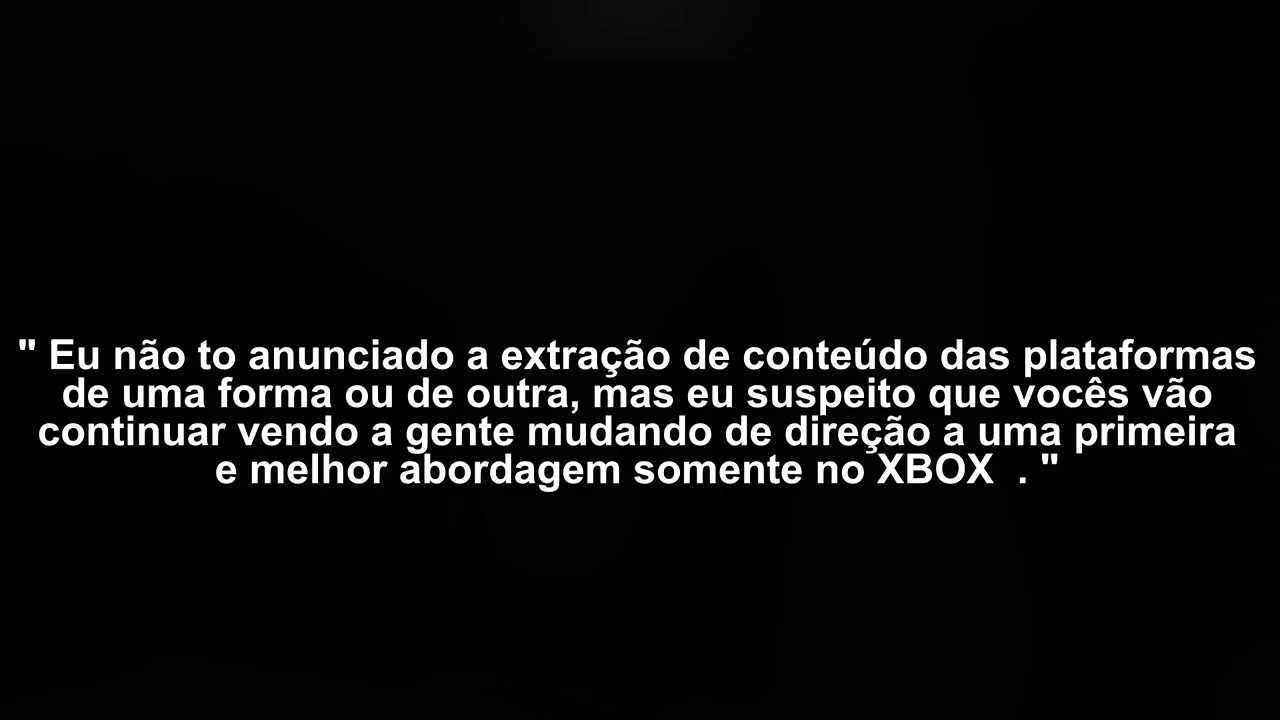 " Eu não to anunciado a extração de conteúdo das plataformas
de uma forma ou de outra, mas eu suspeito que vocês vão
continuar vendo a gente mudando de direção a uma primeira
e melhor abordagem somente no XBOX  . "